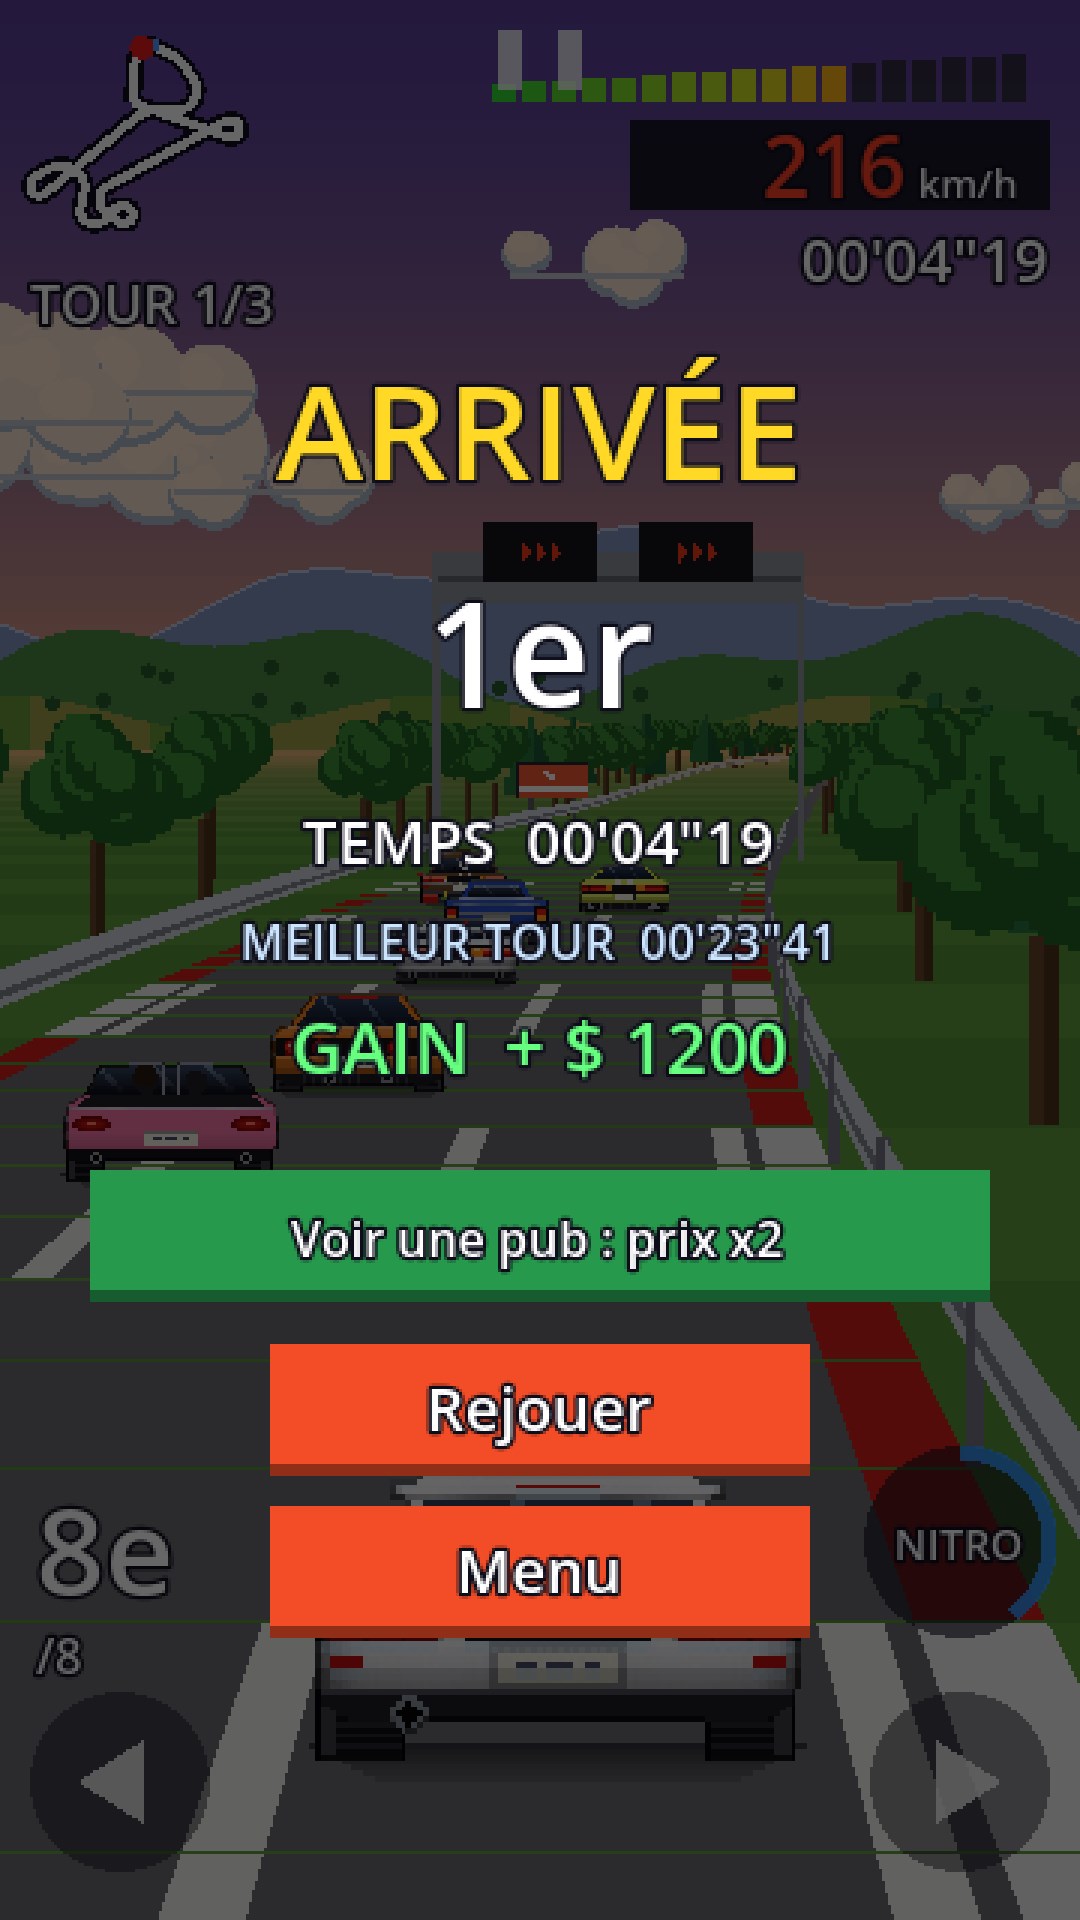 216 km/h
00'04"19
TOUR 1/3
ARRIVÉE
1er
TEMPS 00'04"19
MEILLEUR TOUR 00'23"41
GAIN + $ 1200
Voir une pub : prix x2
Rejouer
Menu
8e
/8
NITRO